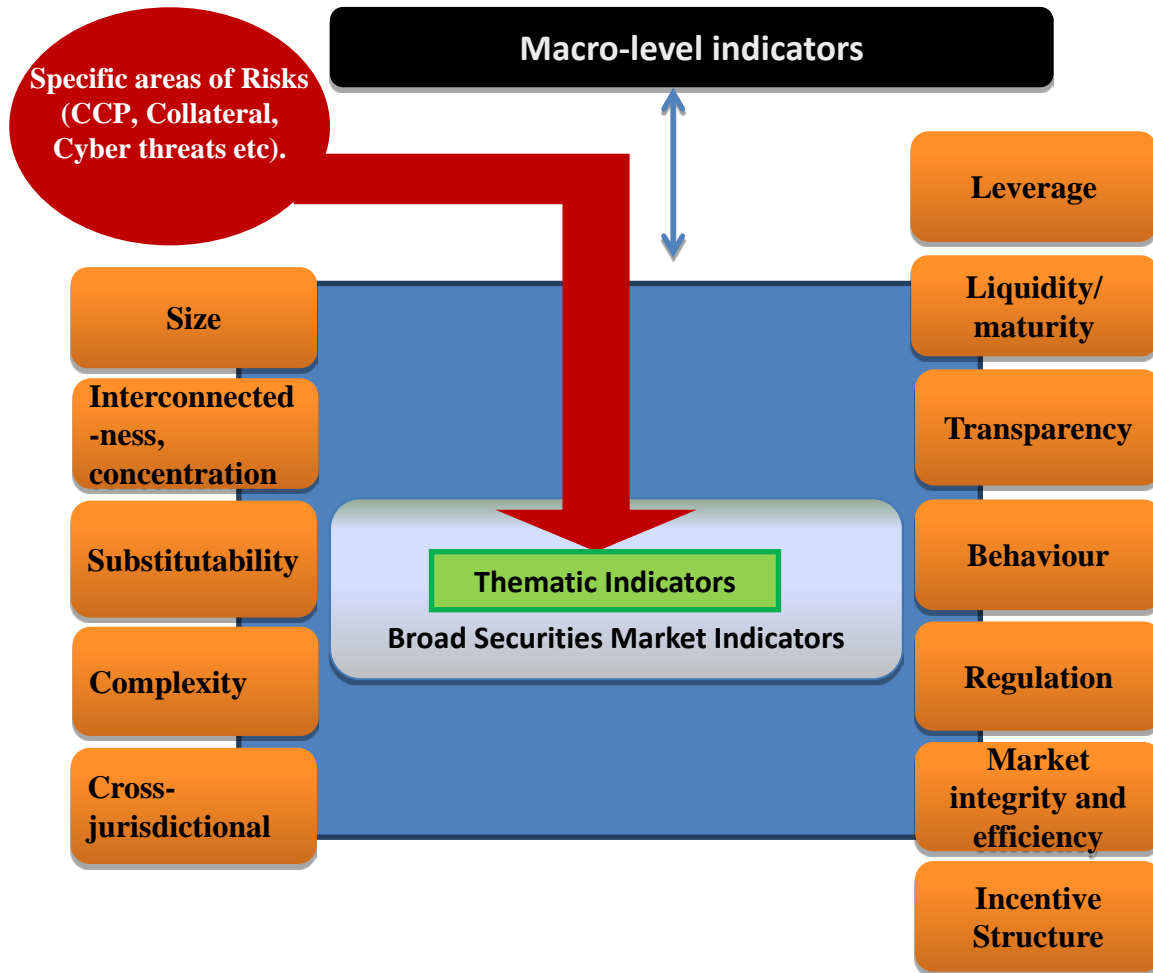 Macro-level indicators
Specific areas of Risks
(CCP, Collateral,
Cyber threats etc).
Size
Interconnected
-ness,
concentration
Substitutability
Complexity
Cross-
jurisdictional
Thematic Indicators
Broad Securities Market Indicators
Leverage
Liquidity/
maturity
Transparency
Behaviour
Regulation
Market
integrity and
efficiency
Incentive
Structure